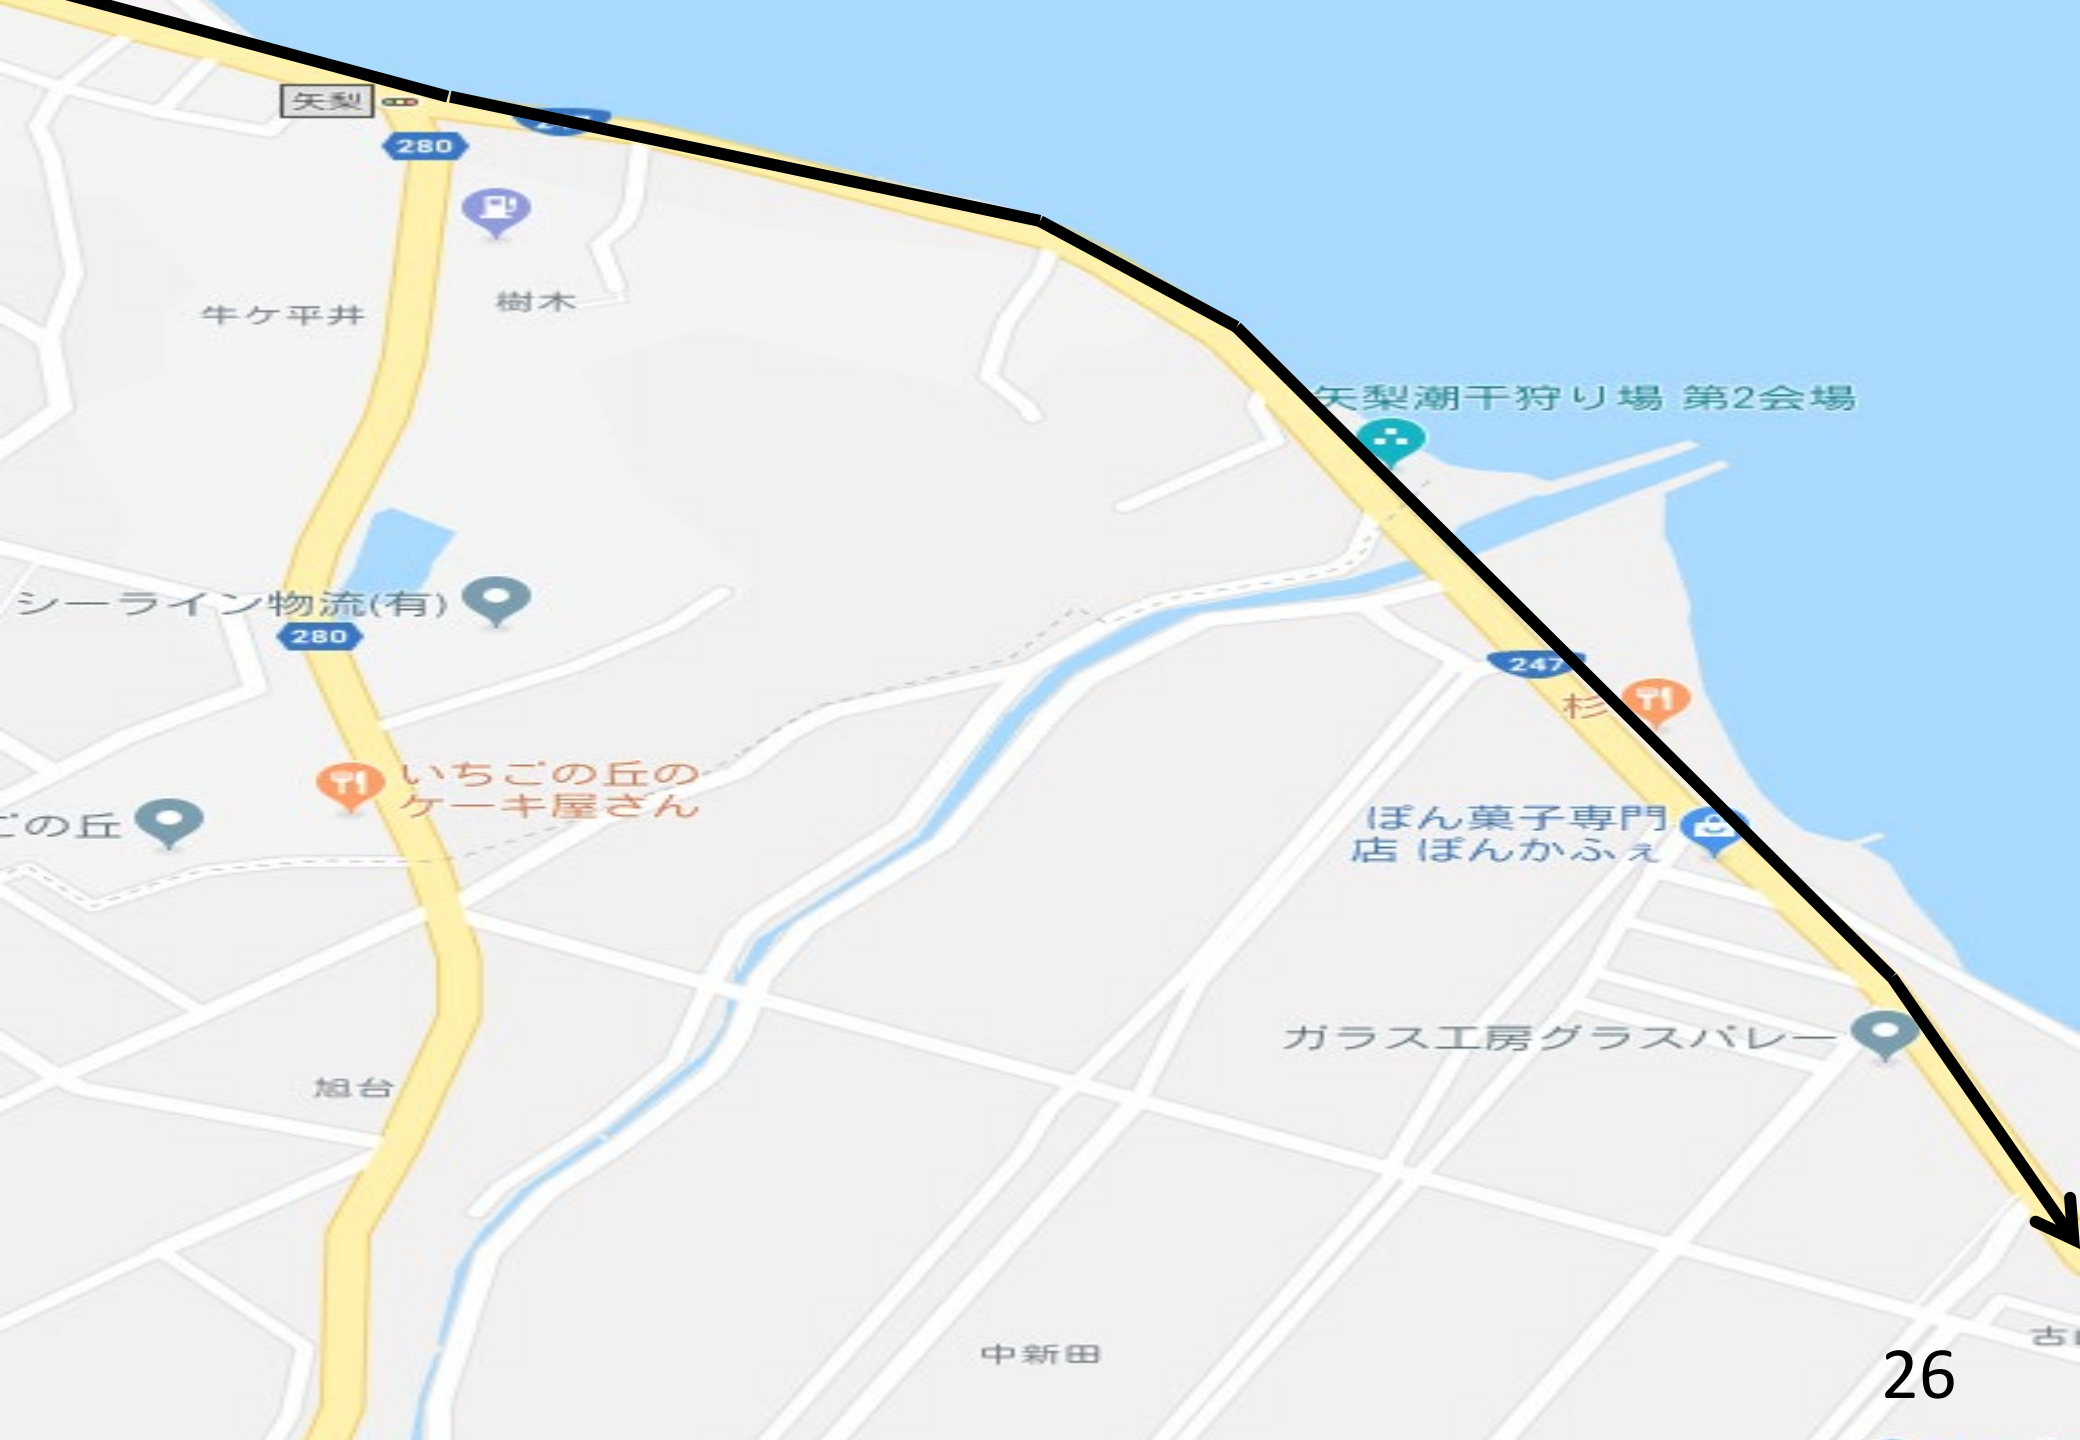 矢梨
280
樹木
牛ケ平井
矢梨潮干狩り場 第2会場
シーライン物流(有)
280
247
杉
いちごの丘の
ケーキ屋さん
ごの丘
ぽん菓子専門
店 ぽんかふぇ
ガラス工房グラスバレー
旭台
中新田
古
26